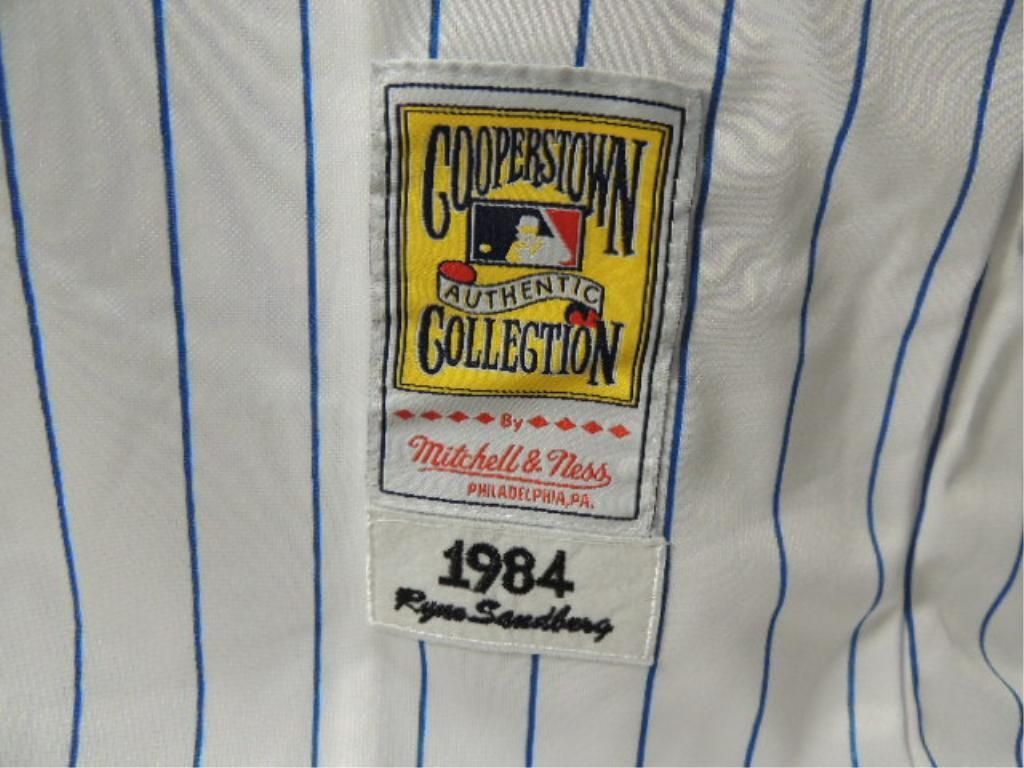 COOPERSTOWN
AUTHENTIC
COLLECTION
By
Mitchell & Ness
PHILADELPHIA, PA.
1984
Ryne Sandberg